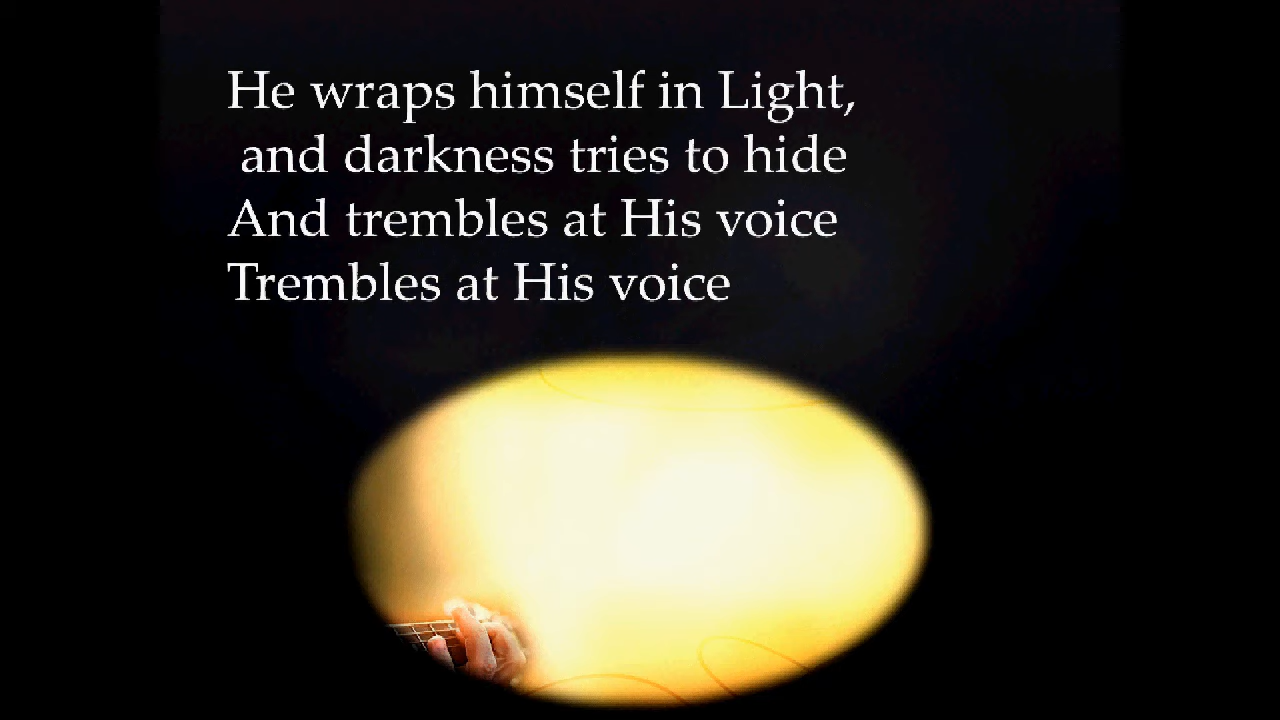 He wraps himself in Light,
and darkness tries to hide
And trembles at His voice
Trembles at His voice